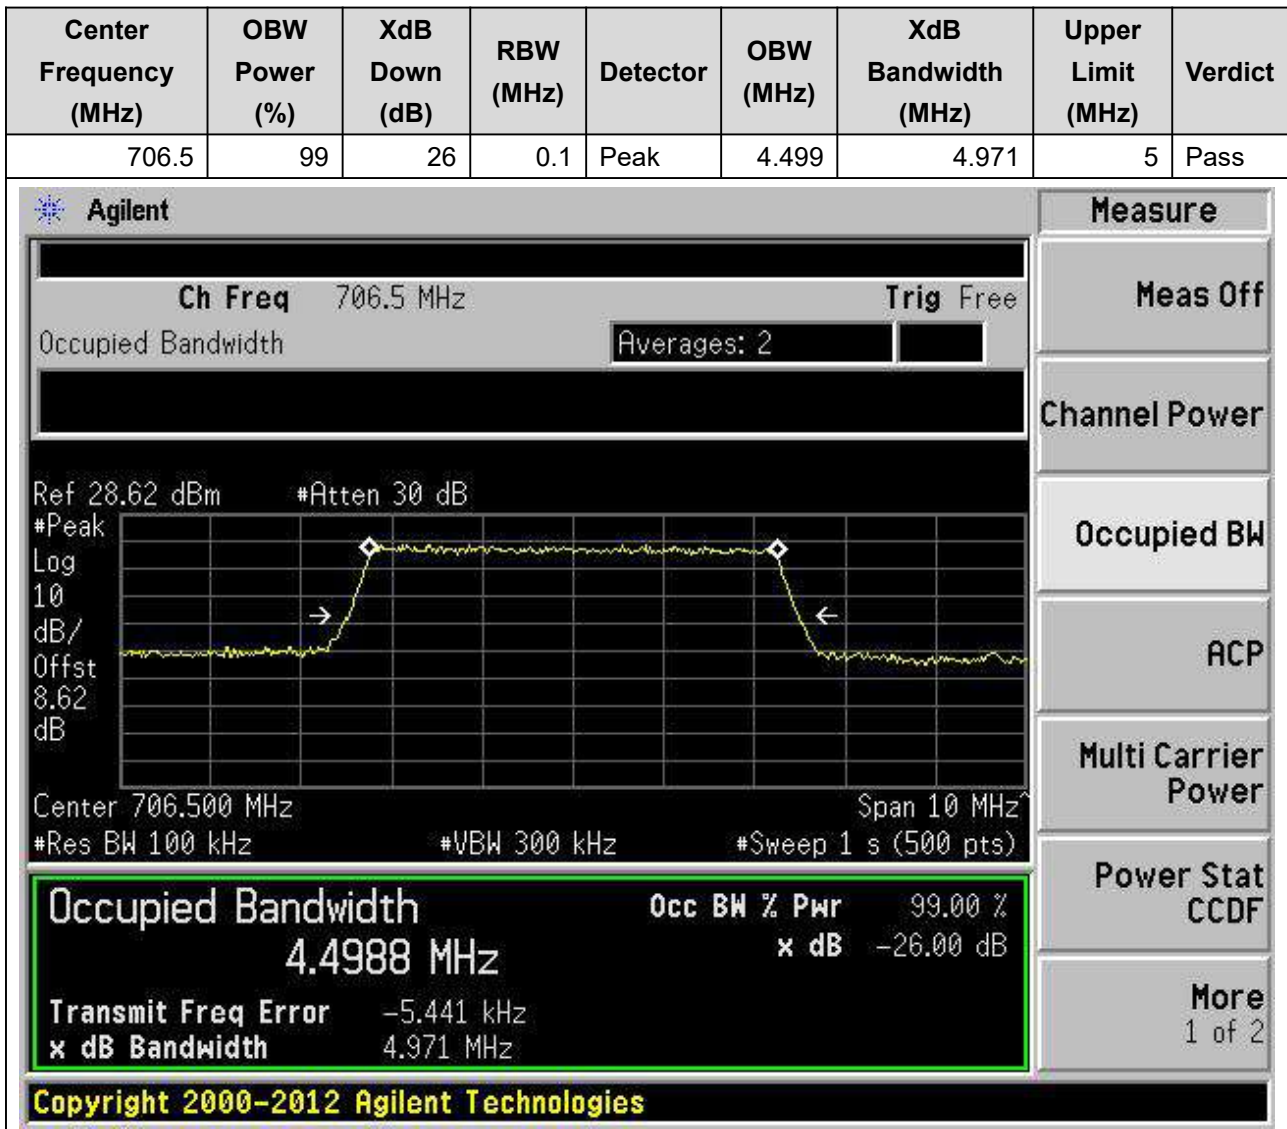 Center Frequency (MHz) OBW Power (%) XdB Down (dB) RBW (MHz) Detector OBW (MHz) XdB Bandwidth (MHz) Upper Limit (MHz) Verdict
706.5 99 26 0.1 Peak 4.499 4.971 5 Pass
Agilent
Measure
Ch Freq 706.5 MHz Trig Free
Meas Off
Occupied Bandwidth Averages: 2
Channel Power
Ref 28.62 dBm #Atten 30 dB
#Peak
Log
10
dB/
Offst
8.62
dB
Occupied BW
ACP
Multi Carrier
Power
Center 706.500 MHz Span 10 MHz^
#Res BW 100 kHz #VBW 300 kHz #Sweep 1 s (500 pts)
Power Stat
CCDF
Occupied Bandwidth Occ BW % Pwr 99.00 %
4.4988 MHz x dB -26.00 dB
Transmit Freq Error -5.441 kHz
x dB Bandwidth 4.971 MHz
More
1 of 2
Copyright 2000-2012 Agilent Technologies